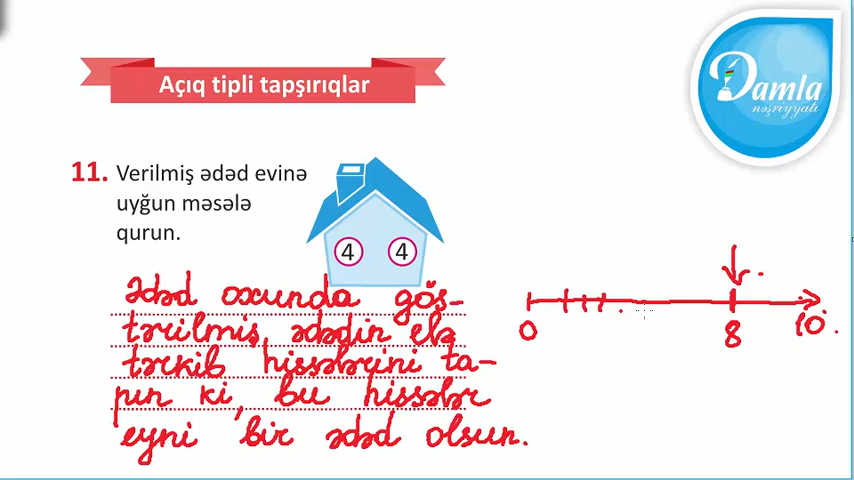 Açıq tipli tapşırıqlar
Damla
nəşriyyatı
11. Verilmiş ədəd evinə
uyğun məsələ
qurun.
4 4
Ədəd oxunda gös-
tərilmiş ədədin elə
tərkib hissələrini ta-
pın ki, bu hissələr
eyni bir ədəd olsun.
0 8 10